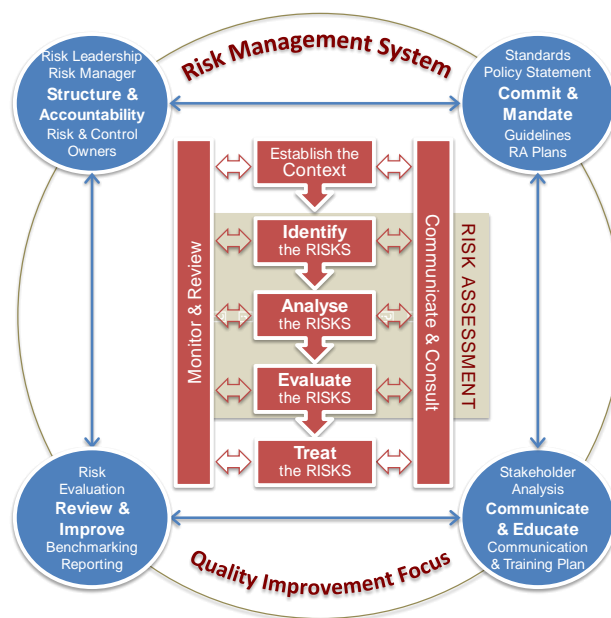 Risk Management System
Risk Leadership
Risk Manager
Structure &
Accountability
Risk & Control
Owners
Standards
Policy Statement
Commit &
Mandate
Guidelines
RA Plans
Monitor & Review
Establish the
Context
Identify
the RISKS
Analyse
the RISKS
Evaluate
the RISKS
Treat
the RISKS
Communicate & Consult
RISK ASSESSMENT
Risk
Evaluation
Review &
Improve
Benchmarking
Reporting
Stakeholder
Analysis
Communicate
& Educate
Communication
& Training Plan
Quality Improvement Focus